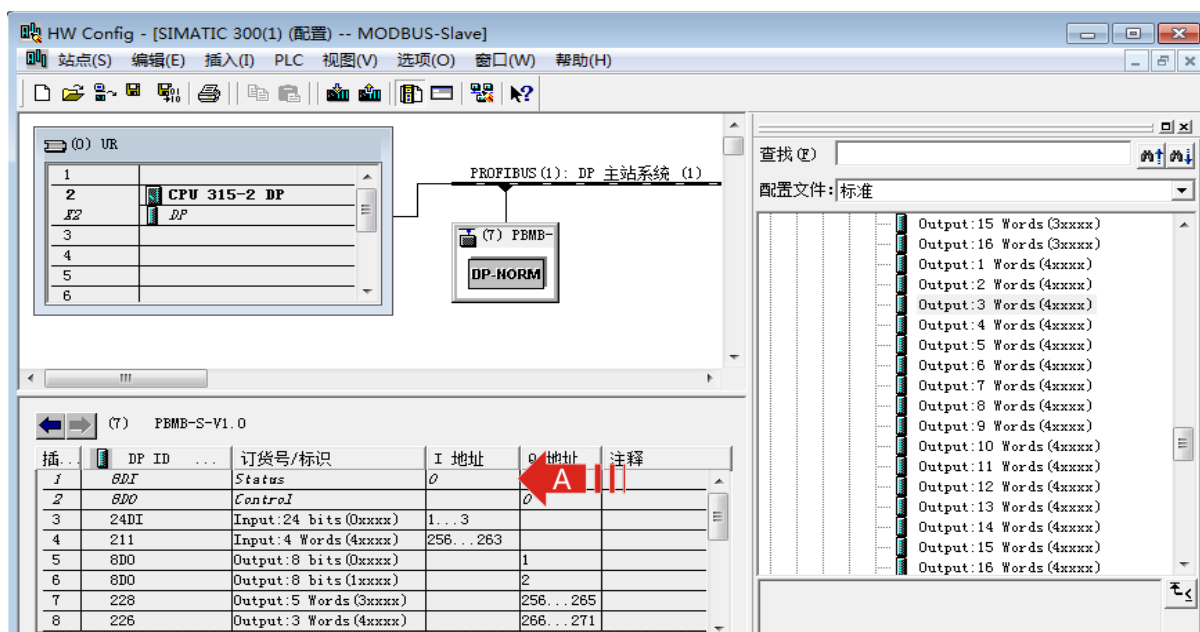 HW Config - [SIMATIC 300(1) (配置) -- MODBUS-Slave]
站点(S) 编辑(E) 插入(I) PLC 视图(V) 选项(O) 窗口(W) 帮助(H)
(0) UR
1
2 CPU 315-2 DP
X2 DP
3
4
5
6
PROFIBUS(1): DP 主站系统 (1)
(7) PBMB-
DP-NORM
查找(F)
配置文件: 标准
Output:15 Words(3xxxx)
Output:16 Words(3xxxx)
Output:1 Words(4xxxx)
Output:2 Words(4xxxx)
Output:3 Words(4xxxx)
Output:4 Words(4xxxx)
Output:5 Words(4xxxx)
Output:6 Words(4xxxx)
Output:7 Words(4xxxx)
Output:8 Words(4xxxx)
Output:9 Words(4xxxx)
Output:10 Words(4xxxx)
Output:11 Words(4xxxx)
Output:12 Words(4xxxx)
Output:13 Words(4xxxx)
Output:14 Words(4xxxx)
Output:15 Words(4xxxx)
Output:16 Words(4xxxx)
(7) PBMB-S-V1.0
插... DP ID ... 订货号/标识 I 地址 Q 地址 注释
1 8DI Status 0 A
2 8DO Control 0
3 24DI Input:24 bits(0xxxx) 1...3
4 211 Input:4 Words(4xxxx) 256...263
5 8DO Output:8 bits(0xxxx) 1
6 8DO Output:8 bits(1xxxx) 2
7 228 Output:5 Words(3xxxx) 256...265
8 226 Output:3 Words(4xxxx) 266...271